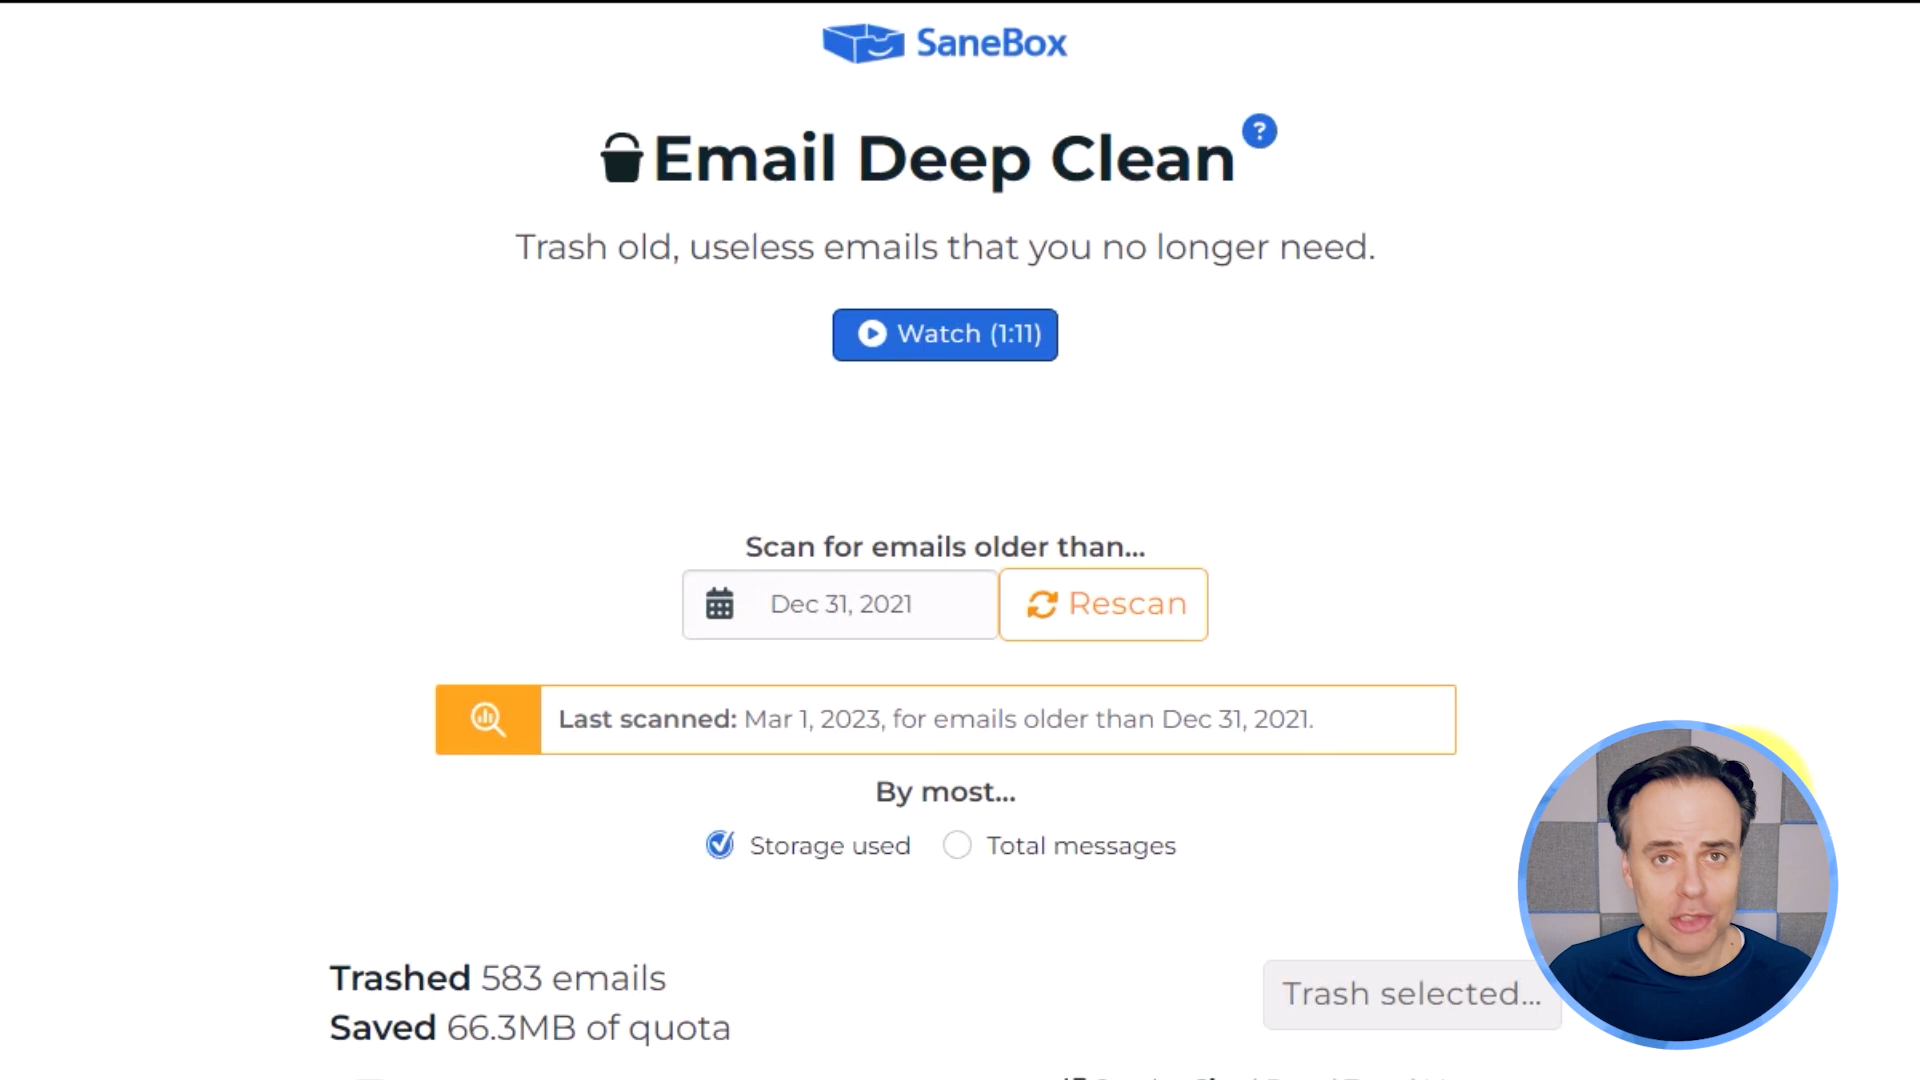 SaneBox
Email Deep Clean ?
Trash old, useless emails that you no longer need.
Watch (1:11)
Scan for emails older than...
Dec 31, 2021
Rescan
Last scanned: Mar 1, 2023, for emails older than Dec 31, 2021.
By most...
Storage used
Total messages
Trashed 583 emails
Saved 66.3MB of quota
Trash selected...